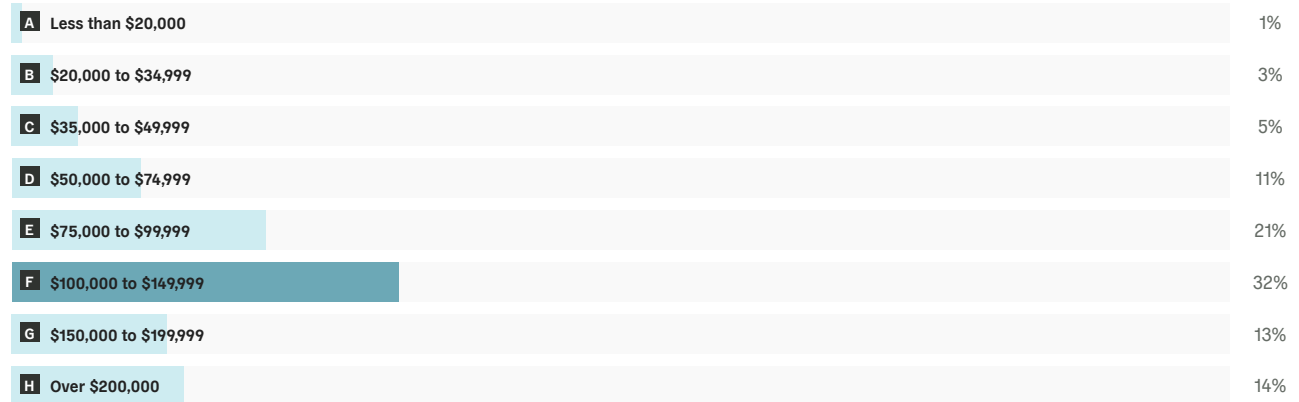 A Less than $20,000 1%
B $20,000 to $34,999 3%
C $35,000 to $49,999 5%
D $50,000 to $74,999 11%
E $75,000 to $99,999 21%
F $100,000 to $149,999 32%
G $150,000 to $199,999 13%
H Over $200,000 14%